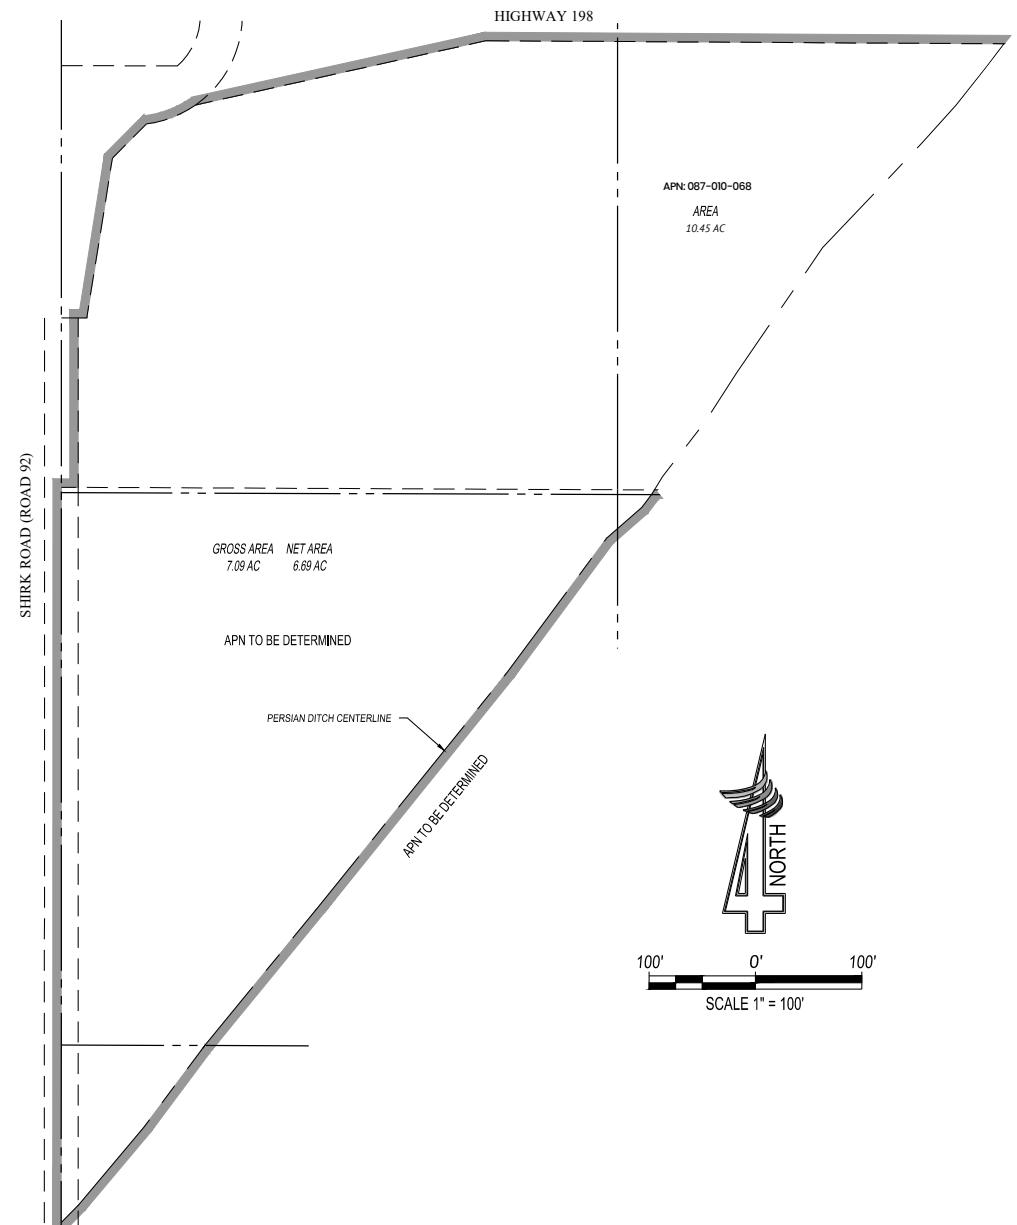 HIGHWAY 198
APN: 087-010-068
AREA
10.45 AC
SHIRK ROAD (ROAD 92)
GROSS AREA NET AREA
7.09 AC 6.69 AC
APN TO BE DETERMINED
PERSIAN DITCH CENTERLINE
APN TO BE DETERMINED
4
NORTH
100' 0' 100'
SCALE 1" = 100'